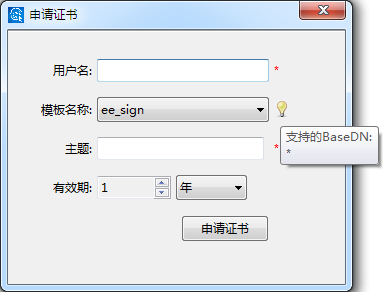 申请证书
用户名: *
模板名称: ee_sign
支持的BaseDN:
*
主题: *
有效期: 1 年
申请证书